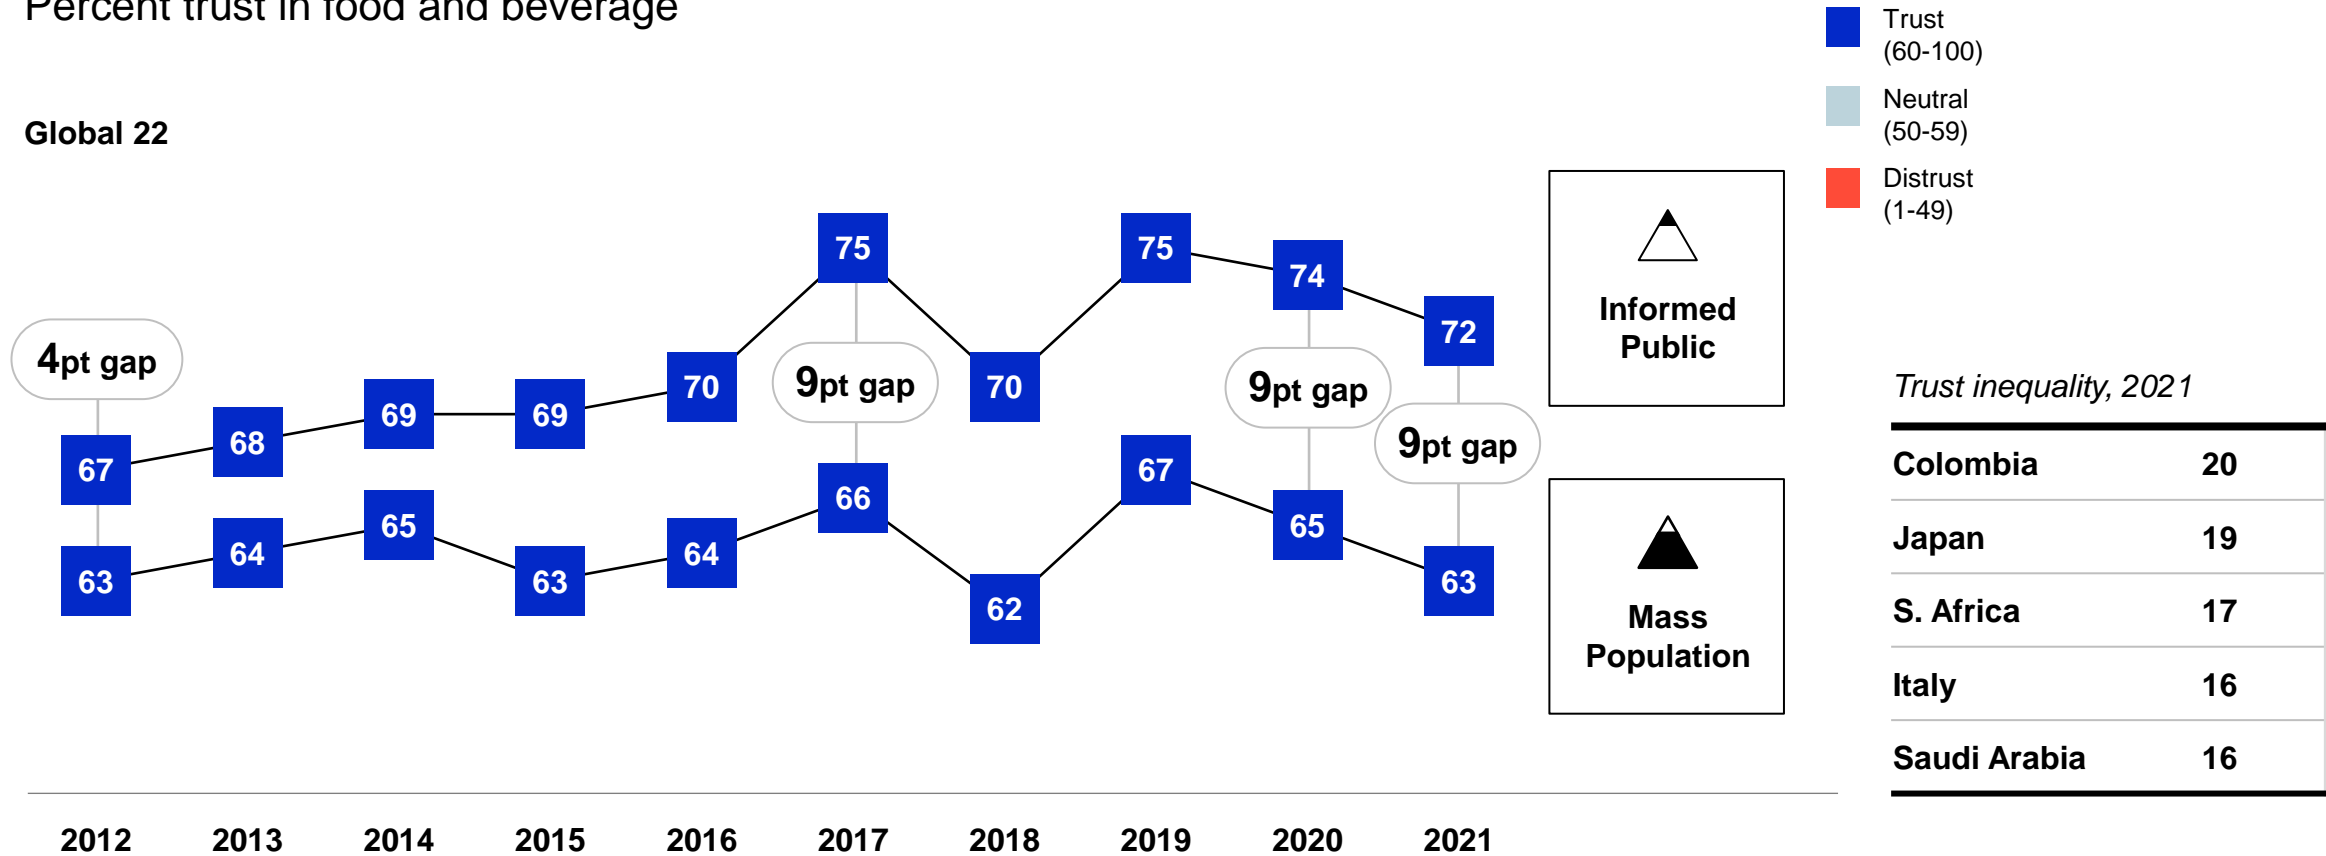 Percent trust in food and beverage
Trust
(60-100)
Neutral
(50-59)
Distrust
(1-49)
Global 22
75
75
74
72
70
70
69
69
68
67
4pt gap
9pt gap
9pt gap
9pt gap
67
66
65
65
64
64
63
63
63
62
Informed
Public
Mass
Population
2012 2013 2014 2015 2016 2017 2018 2019 2020 2021
Trust inequality, 2021
Colombia 20
Japan 19
S. Africa 17
Italy 16
Saudi Arabia 16